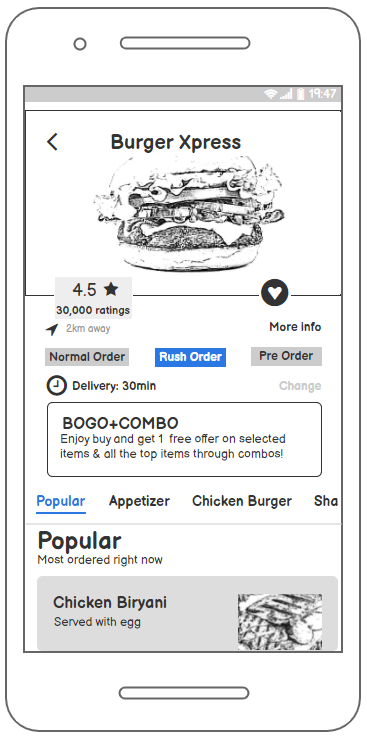 19:47
Burger Xpress
4.5
30,000 ratings
2km away
More info
Normal Order
Rush Order
Pre Order
Delivery: 30min
Change
BOGO+COMBO
Enjoy buy and get 1 free offer on selected
items & all the top items through combos!
Popular
Appetizer
Chicken Burger
Sha
Popular
Most ordered right now
Chicken Biryani
Served with egg